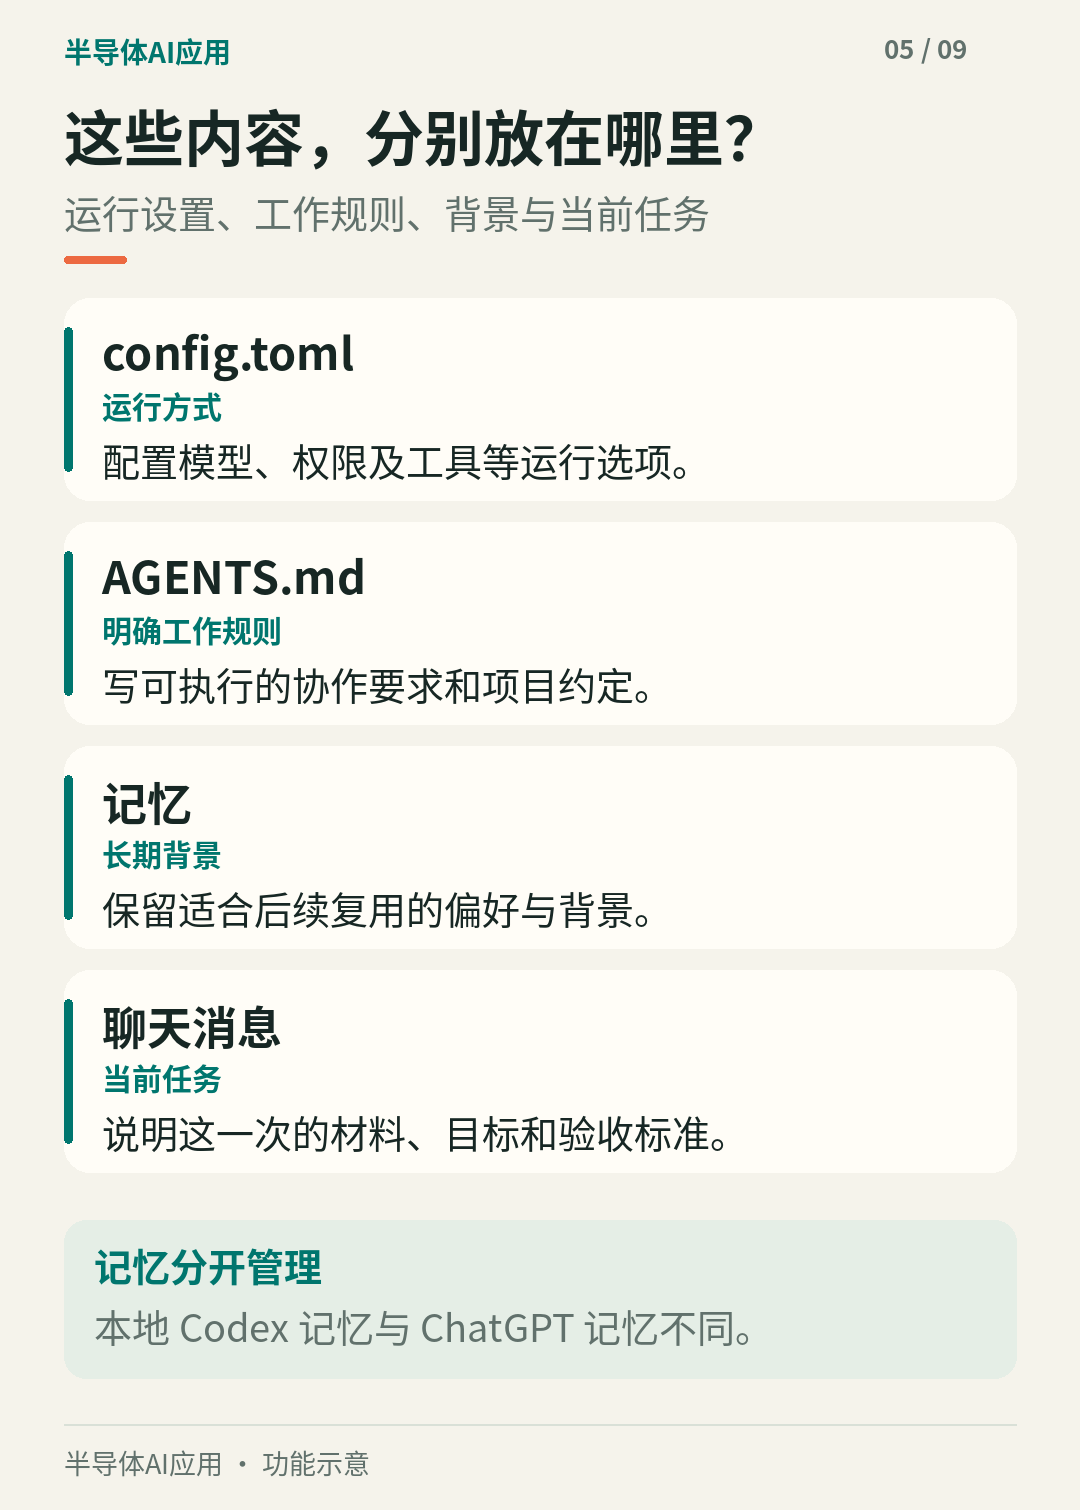 半导体AI应用
05 / 09
这些内容，分别放在哪里？
运行设置、工作规则、背景与当前任务
config.toml
运行方式
配置模型、权限及工具等运行选项。
AGENTS.md
明确工作规则
写可执行的协作要求和项目约定。
记忆
长期背景
保留适合后续复用的偏好与背景。
聊天消息
当前任务
说明这一次的材料、目标和验收标准。
记忆分开管理
本地 Codex 记忆与 ChatGPT 记忆不同。
半导体AI应用 · 功能示意